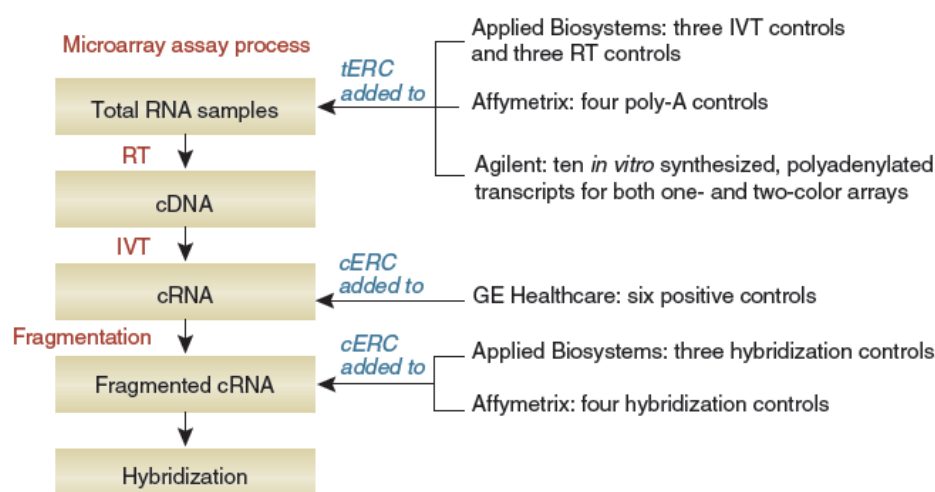 Microarray assay process
Total RNA samples
RT
cDNA
IVT
cRNA
Fragmentation
Fragmented cRNA
Hybridization
tERC
added to
Applied Biosystems: three IVT controls
and three RT controls
Affymetrix: four poly-A controls
Agilent: ten in vitro synthesized, polyadenylated
transcripts for both one- and two-color arrays
cERC
added to
GE Healthcare: six positive controls
cERC
added to
Applied Biosystems: three hybridization controls
Affymetrix: four hybridization controls